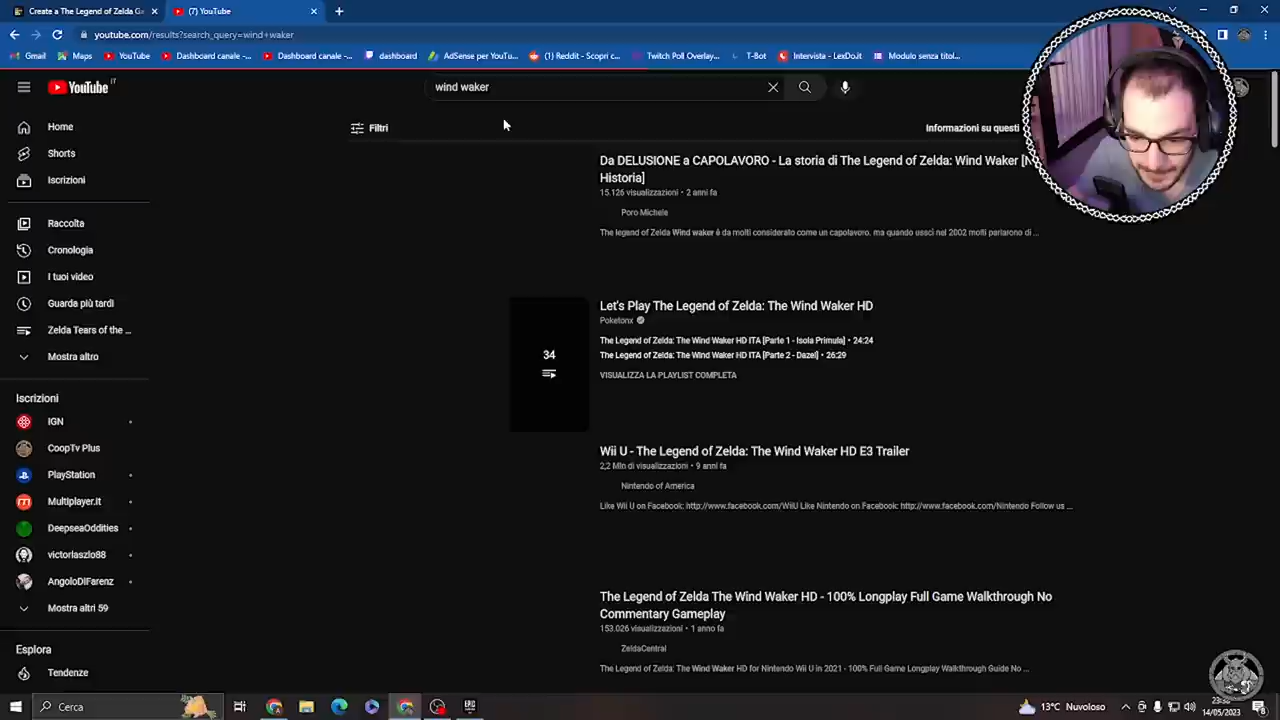 Create a The Legend of Zelda G
(7) YouTube
youtube.com/results?search_query=wind+waker
Gmail
Maps
YouTube
Dashboard canale -...
Dashboard canale -...
dashboard
AdSense per YouTu...
(1) Reddit - Scopri c...
Twitch Poll Overlay...
T-Bot
Intervista - LexDo.it
Modulo senza titol...
YouTube IT
wind waker
Home
Shorts
Iscrizioni
Raccolta
Cronologia
I tuoi video
Guarda più tardi
Zelda Tears of the ...
Mostra altro
Iscrizioni
IGN
CoopTv Plus
PlayStation
Multiplayer.it
DeepseaOddities
victorlaszlo88
AngoloDiFarenz
Mostra altri 59
Esplora
Tendenze
Filtri
Informazioni su questi
Da DELUSIONE a CAPOLAVORO - La storia di The Legend of Zelda: Wind Waker
Historia]
15.126 visualizzazioni • 2 anni fa
Poro Michele
The legend of Zelda Wind waker è da molti considerato come un capolavoro. ma quando uscì nel 2002 molti parlarono di ...
34
Let's Play The Legend of Zelda: The Wind Waker HD
Poketonx
The Legend of Zelda: The Wind Waker HD ITA [Parte 1 - Isola Primula] • 24:24
The Legend of Zelda: The Wind Waker HD ITA [Parte 2 - Dazel] • 26:29
VISUALIZZA LA PLAYLIST COMPLETA
Wii U - The Legend of Zelda: The Wind Waker HD E3 Trailer
2,2 Mln di visualizzazioni • 9 anni fa
Nintendo of America
Like Wii U on Facebook: http://www.facebook.com/WiiU Like Nintendo on Facebook: http://www.facebook.com/Nintendo Follow us ...
The Legend of Zelda The Wind Waker HD - 100% Longplay Full Game Walkthrough No
Commentary Gameplay
153.026 visualizzazioni • 1 anno fa
ZeldaCentral
The Legend of Zelda: The Wind Waker HD for Nintendo Wii U in 2021 - 100% Full Game Longplay Walkthrough Guide No ...
Cerca
13°C Nuvoloso
14/05/2023